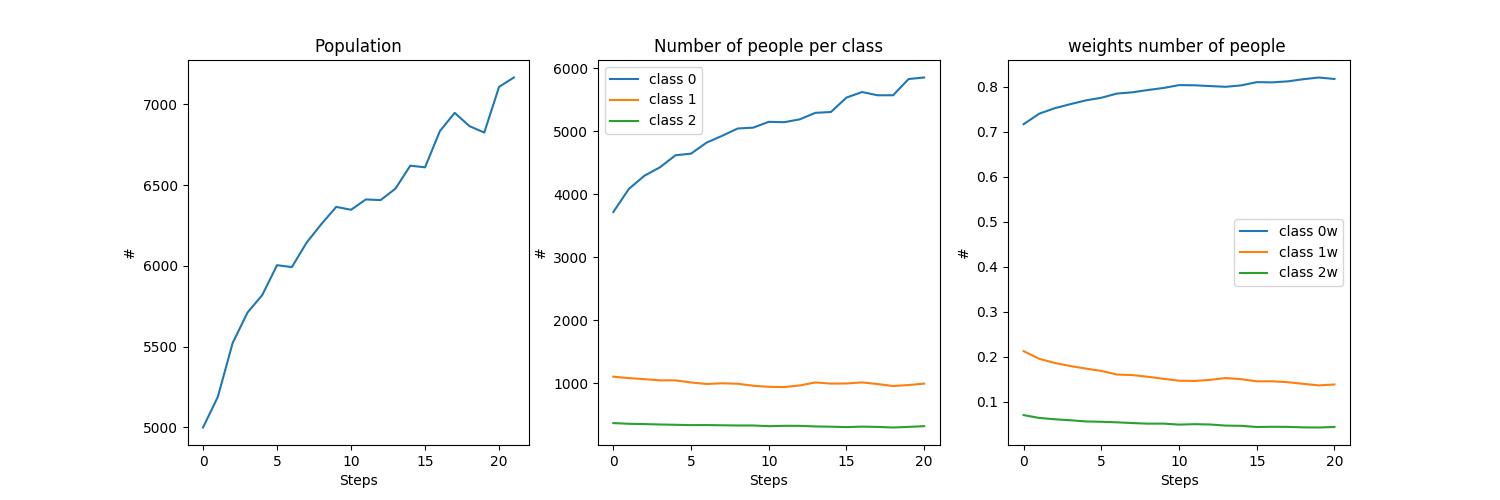 Population
7000
6500
6000
5500
5000
#
0 5 10 15 20
Steps
Number of people per class
6000
5000
4000
3000
2000
1000
#
class 0
class 1
class 2
0 5 10 15 20
Steps
weights number of people
0.8
0.7
0.6
0.5
0.4
0.3
0.2
0.1
#
class 0w
class 1w
class 2w
0 5 10 15 20
Steps